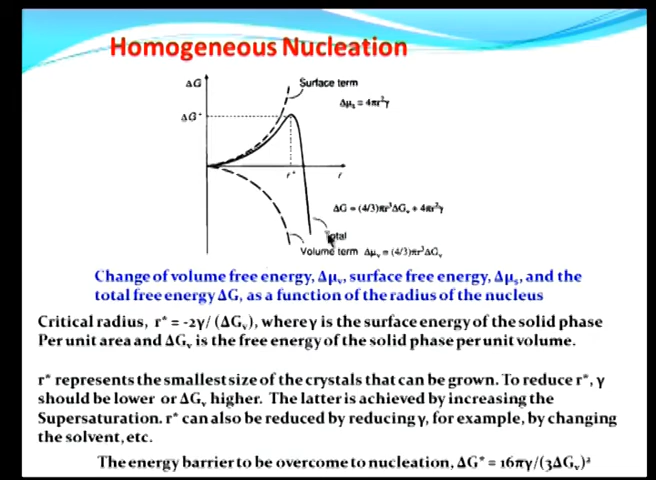 Homogeneous Nucleation
ΔG
Surface term
Δμₛ = 4πr²γ
ΔG*
r*
r
ΔG = (4/3)πr³ΔGᵥ + 4πr²γ
Total
Volume term Δμᵥ = (4/3)πr³ΔGᵥ
Change of volume free energy, Δμᵥ, surface free energy, Δμₛ, and the
total free energy ΔG, as a function of the radius of the nucleus
Critical radius, r* = -2γ/ (ΔGᵥ), where γ is the surface energy of the solid phase
Per unit area and ΔGᵥ is the free energy of the solid phase per unit volume.
r* represents the smallest size of the crystals that can be grown. To reduce r*, γ
should be lower or ΔGᵥ higher. The latter is achieved by increasing the
Supersaturation. r* can also be reduced by reducing γ, for example, by changing
the solvent, etc.
The energy barrier to be overcome to nucleation, ΔG* = 16πγ/(3ΔGᵥ)²